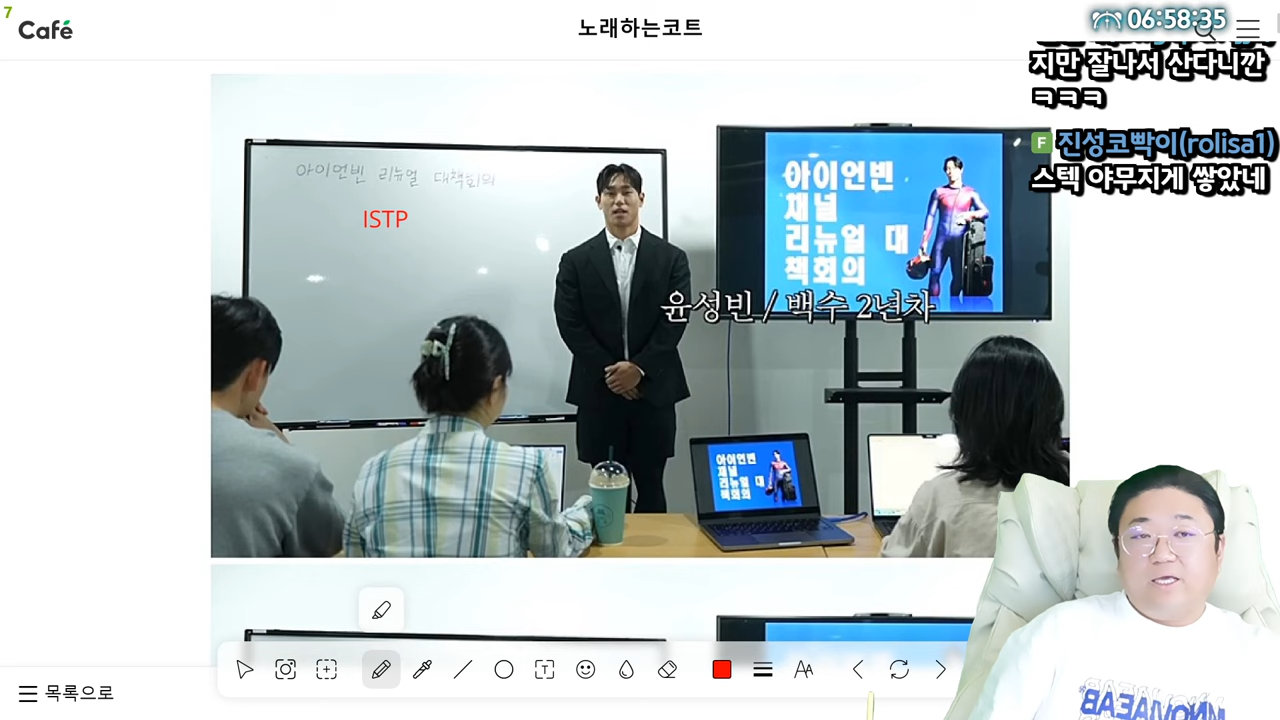 7
Café
노래하는코트
06:58:35
지만 잘나서 산다니깐
ㅋㅋㅋ
F 진성코빡이(rolisa1)
스텍 야무지게 쌓았네
아이언빈 리뉴얼 대책회의
ISTP
아이언빈
채널
리뉴얼 대
책회의
윤성빈 / 백수 2년차
아이언빈
채널
리뉴얼 대
책회의
목록으로